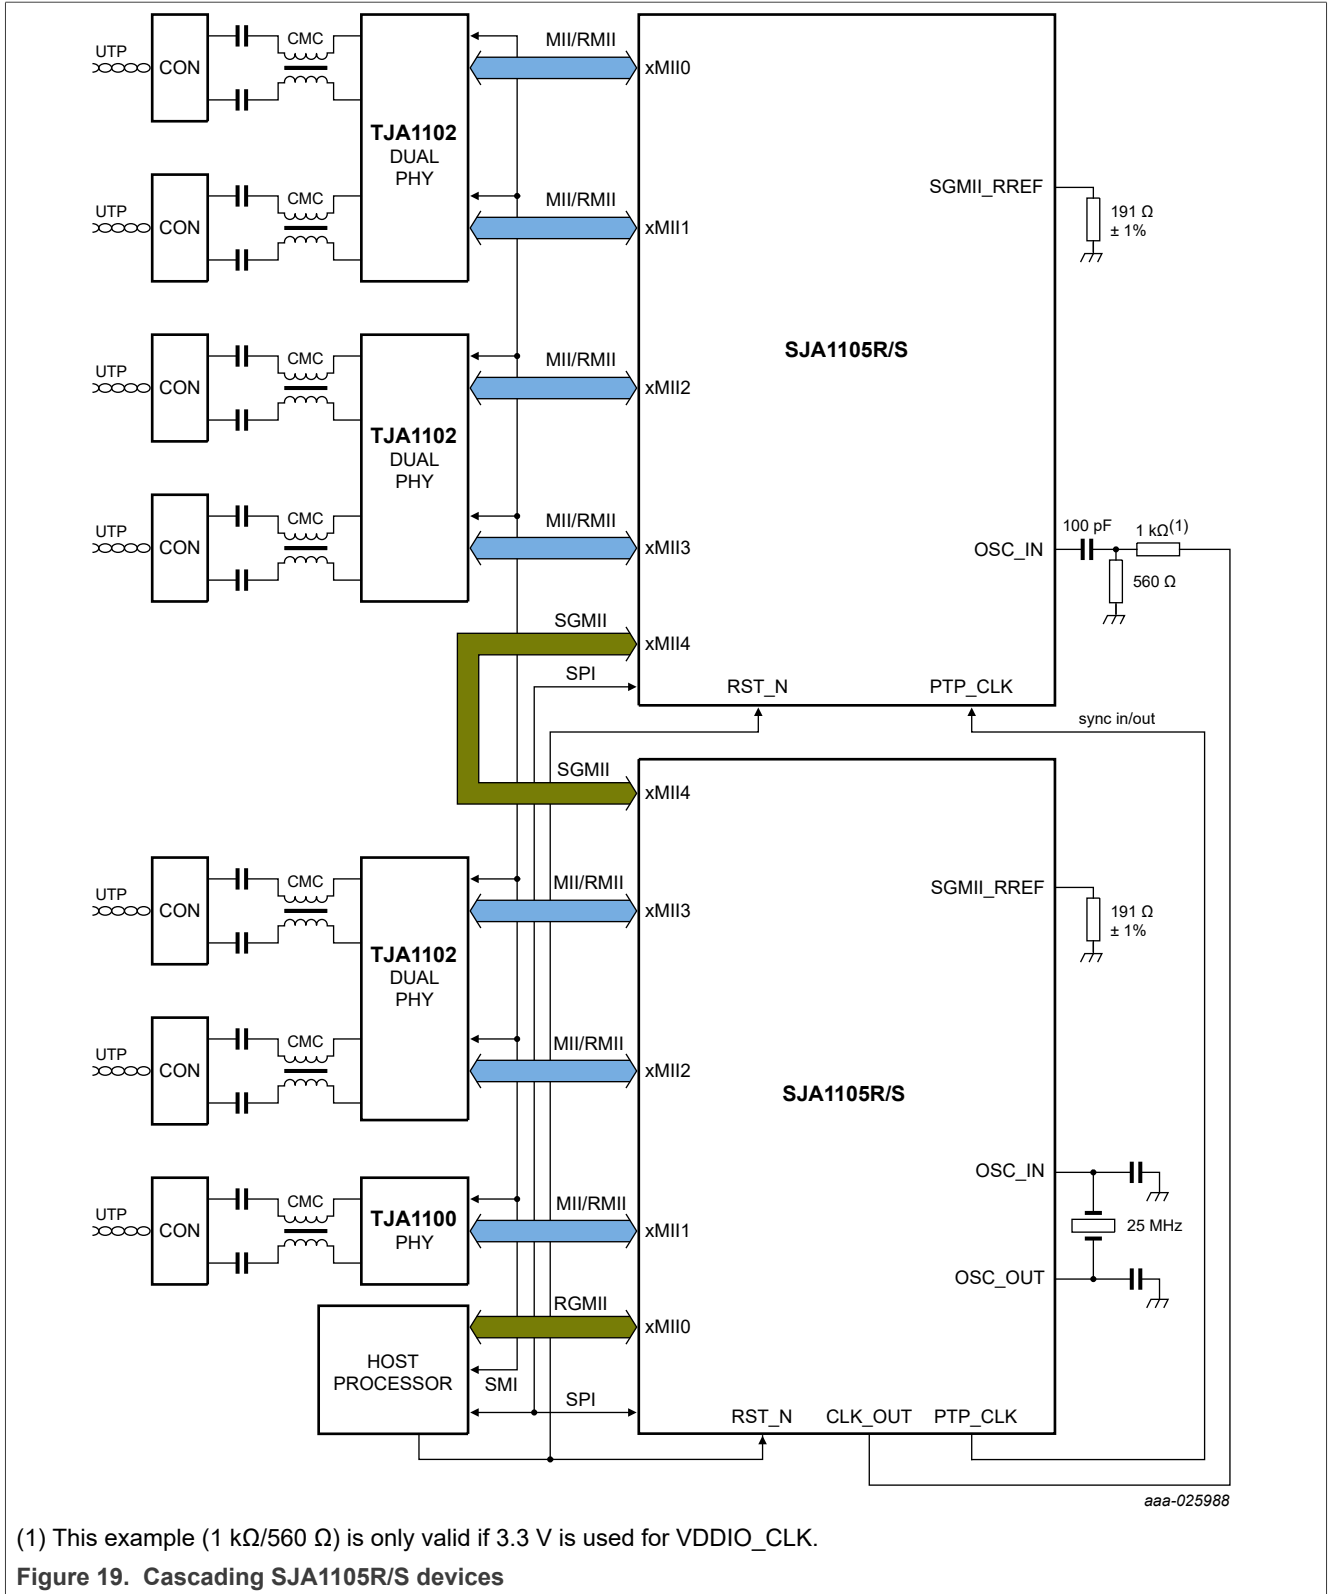 UTP
CON
CMC
TJA1102
DUAL
PHY
MII/RMII
xMII0
UTP
CON
CMC
MII/RMII
xMII1
SGMII_RREF
191 Ω
± 1%
SJA1105R/S
UTP
CON
CMC
TJA1102
DUAL
PHY
MII/RMII
xMII2
UTP
CON
CMC
MII/RMII
xMII3
OSC_IN
100 pF
1 kΩ(1)
560 Ω
SGMII
xMII4
SPI
RST_N
PTP_CLK
sync in/out
SGMII
xMII4
UTP
CON
CMC
TJA1102
DUAL
PHY
MII/RMII
xMII3
SGMII_RREF
191 Ω
± 1%
UTP
CON
CMC
MII/RMII
xMII2
SJA1105R/S
UTP
CON
CMC
TJA1100
PHY
MII/RMII
xMII1
OSC_IN
25 MHz
OSC_OUT
HOST
PROCESSOR
RGMII
xMII0
SMI
SPI
RST_N
CLK_OUT
PTP_CLK
aaa-025988
(1) This example (1 kΩ/560 Ω) is only valid if 3.3 V is used for VDDIO_CLK.
Figure 19. Cascading SJA1105R/S devices